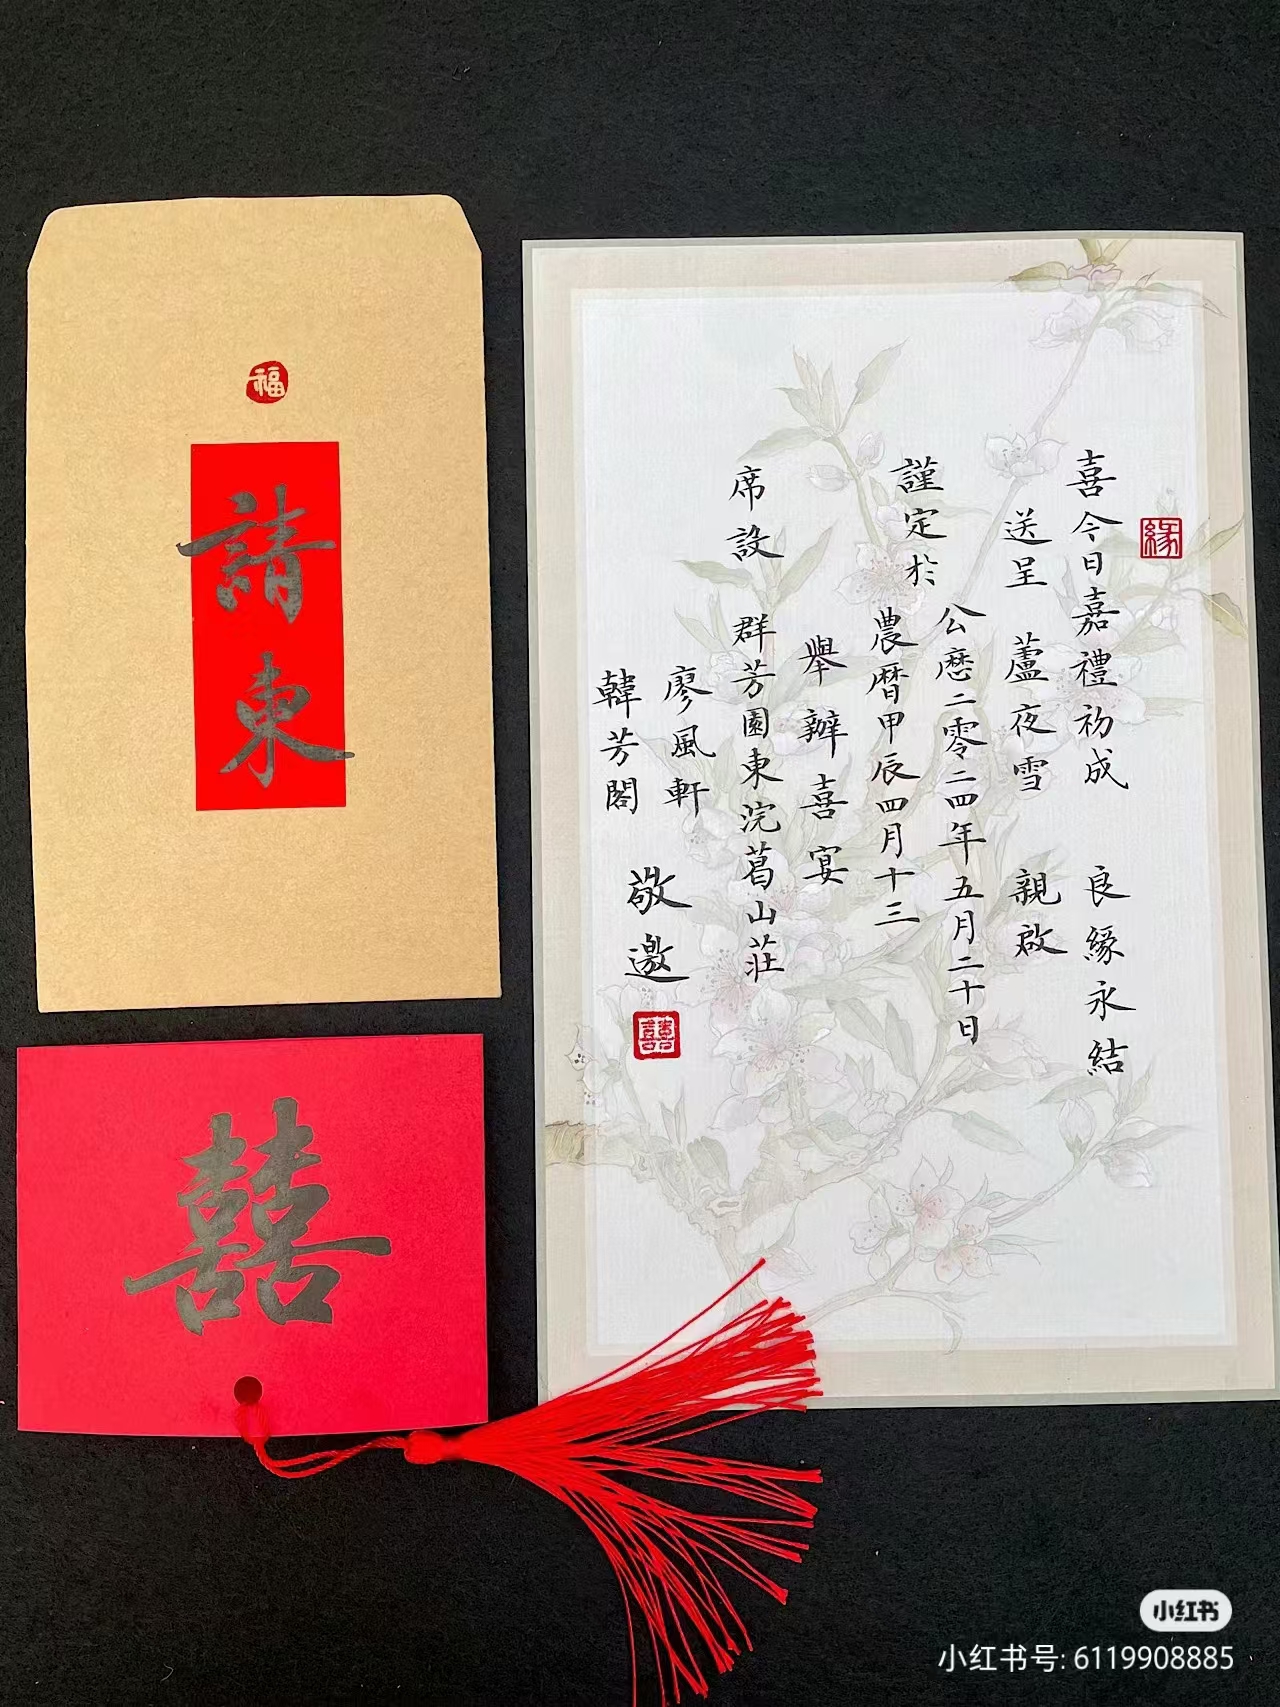 福
請柬
囍
緣
喜今日嘉禮初成 良緣永結
送呈 蘆夜雪 親啟
公曆二零二四年五月二十日
謹定於 農曆甲辰四月十三
舉辦喜宴
席設 群芳園東浣葛山莊
廖風軒
韓芳閣
敬邀
囍
小红书
小红书号: 6119908885